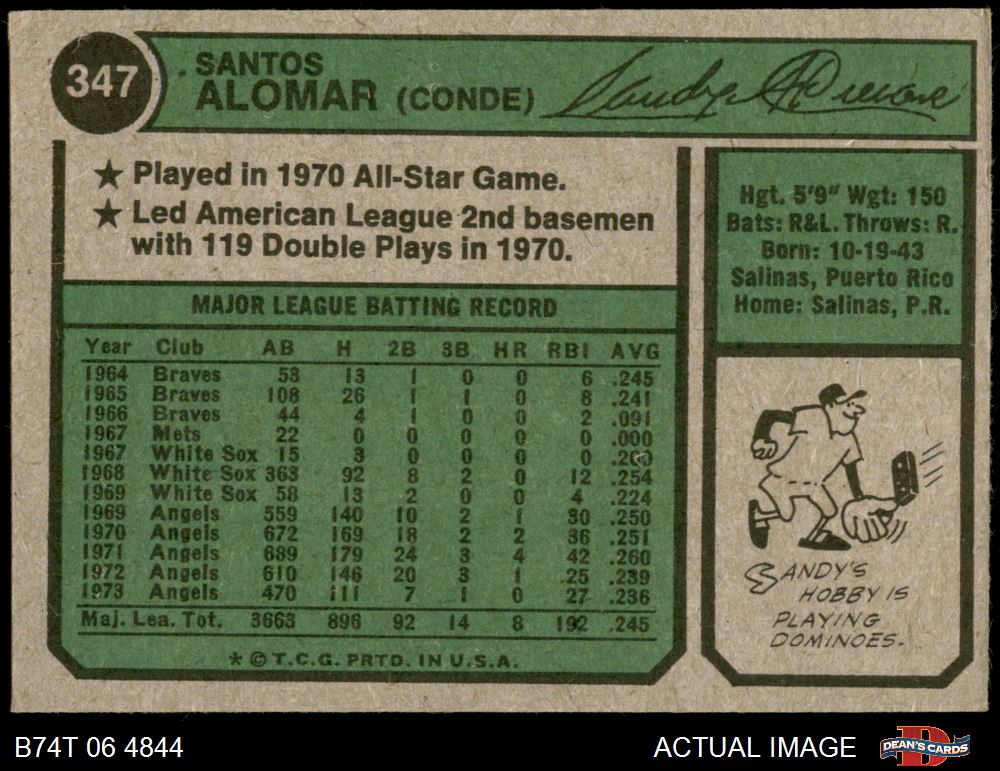 347
SANTOS
ALOMAR (CONDE)
Sandy Alomar
★ Played in 1970 All-Star Game.
★ Led American League 2nd basemen
with 119 Double Plays in 1970.
MAJOR LEAGUE BATTING RECORD
Year Club AB H 2B 3B HR RBI AVG
1964 Braves 53 13 1 0 0 6 .245
1965 Braves 108 26 1 1 0 8 .241
1966 Braves 44 4 1 0 0 2 .091
1967 Mets 22 0 0 0 0 0 .000
1967 White Sox 15 3 0 0 0 0 .200
1968 White Sox 363 92 8 2 0 12 .254
1969 White Sox 58 13 2 0 0 4 .224
1969 Angels 559 140 10 2 1 30 .250
1970 Angels 672 169 18 2 2 36 .251
1971 Angels 689 179 24 3 4 42 .260
1972 Angels 610 146 20 3 1 25 .239
1973 Angels 470 111 7 1 0 27 .236
Maj. Lea. Tot. 3663 896 92 14 8 192 .245
* © T.C.G. PRTD. IN U.S.A.
Hgt. 5'9" Wgt: 150
Bats: R&L. Throws: R.
Born: 10-19-43
Salinas, Puerto Rico
Home: Salinas, P.R.
SANDY'S
HOBBY IS
PLAYING
DOMINOES.
B74T 06 4844
ACTUAL IMAGE
DEAN'S CARDS